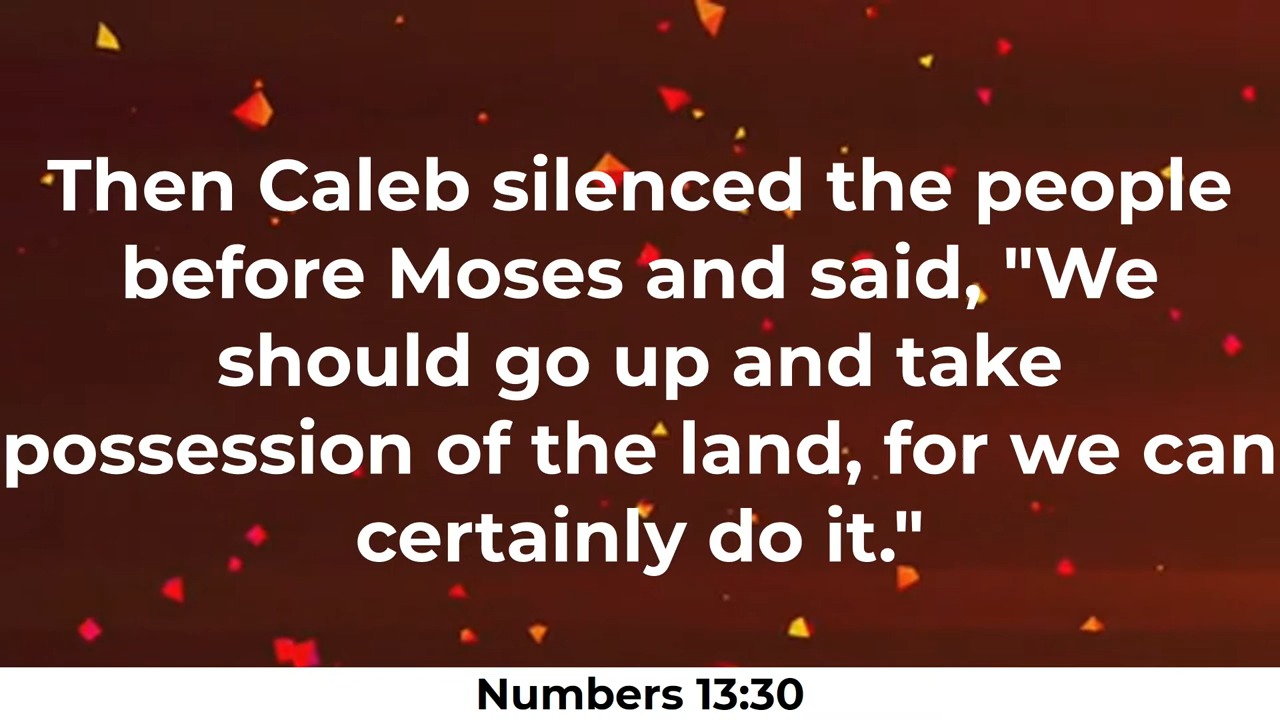 Then Caleb silenced the people
before Moses and said, "We
should go up and take
possession of the land, for we can
certainly do it."
Numbers 13:30